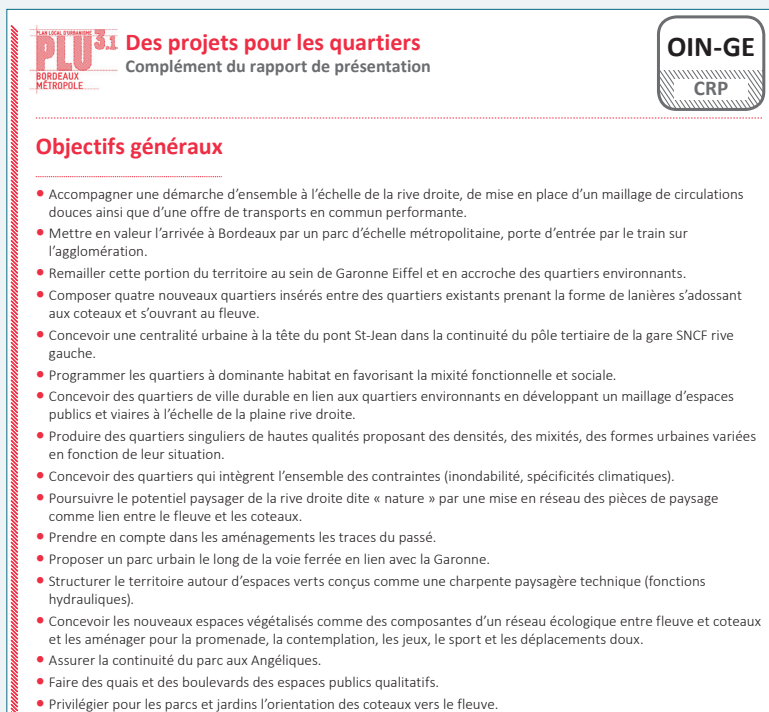 PLAN LOCAL D'URBANISME
PLU 3.1
BORDEAUX
MÉTROPOLE
Des projets pour les quartiers
Complément du rapport de présentation
OIN-GE
CRP
Objectifs généraux
• Accompagner une démarche d'ensemble à l'échelle de la rive droite, de mise en place d'un maillage de circulations
douces ainsi que d'une offre de transports en commun performante.
• Mettre en valeur l'arrivée à Bordeaux par un parc d'échelle métropolitaine, porte d'entrée par le train sur
l'agglomération.
• Remailler cette portion du territoire au sein de Garonne Eiffel et en accroche des quartiers environnants.
• Composer quatre nouveaux quartiers insérés entre des quartiers existants prenant la forme de lanières s'adossant
aux coteaux et s'ouvrant au fleuve.
• Concevoir une centralité urbaine à la tête du pont St-Jean dans la continuité du pôle tertiaire de la gare SNCF rive
gauche.
• Programmer les quartiers à dominante habitat en favorisant la mixité fonctionnelle et sociale.
• Concevoir des quartiers de ville durable en lien aux quartiers environnants en développant un maillage d'espaces
publics et viaires à l'échelle de la plaine rive droite.
• Produire des quartiers singuliers de hautes qualités proposant des densités, des mixités, des formes urbaines variées
en fonction de leur situation.
• Concevoir des quartiers qui intègrent l'ensemble des contraintes (inondabilité, spécificités climatiques).
• Poursuivre le potentiel paysager de la rive droite dite « nature » par une mise en réseau des pièces de paysage
comme lien entre le fleuve et les coteaux.
• Prendre en compte dans les aménagements les traces du passé.
• Proposer un parc urbain le long de la voie ferrée en lien avec la Garonne.
• Structurer le territoire autour d'espaces verts conçus comme une charpente paysagère technique (fonctions
hydrauliques).
• Concevoir les nouveaux espaces végétalisés comme des composantes d'un réseau écologique entre fleuve et coteaux
et les aménager pour la promenade, la contemplation, les jeux, le sport et les déplacements doux.
• Assurer la continuité du parc aux Angéliques.
• Faire des quais et des boulevards des espaces publics qualitatifs.
• Privilégier pour les parcs et jardins l'orientation des coteaux vers le fleuve.